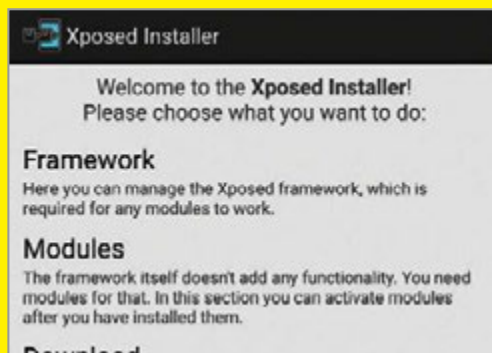 Xposed Installer
Welcome to the Xposed Installer!
Please choose what you want to do:
Framework
Here you can manage the Xposed framework, which is
required for any modules to work.
Modules
The framework itself doesn't add any functionality. You need
modules for that. In this section you can activate modules
after you have installed them.
Download